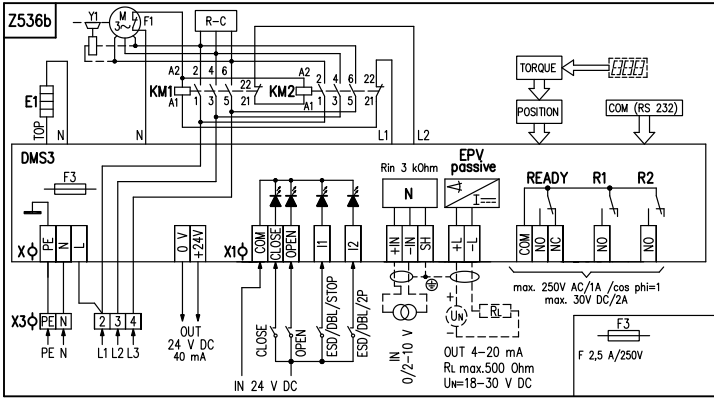 Z536b
Y1
M
3~
F1
R-C
A2 2 4 6 22
KM1
A1 1 3 5 21
A2 2 4 6 22
KM2
A1 1 3 5 21
E1
TOP
N
N
L1
L2
TORQUE
POSITION
COM (RS 232)
DMS3
F3
Rin 3 kOhm
N
EPV
passive
READY R1 R2
X
PE N L
0 V
+24V
X1
COM
CLOSE
OPEN
I1
I2
+IN
-IN
SH
+L
-L
COM
NO
NC
NO
NO
max. 250V AC/1A /cos phi=1
max. 30V DC/2A
X3
PE N
2 3 4
PE N
L1 L2 L3
OUT
24 V DC
40 mA
CLOSE
OPEN
ESD/DBL/STOP
ESD/DBL/2P
IN 24 V DC
IN
0/2-10 V
+
UN
-
RL
OUT 4-20 mA
RL max.500 Ohm
UN=18-30 V DC
F3
F 2,5 A/250V